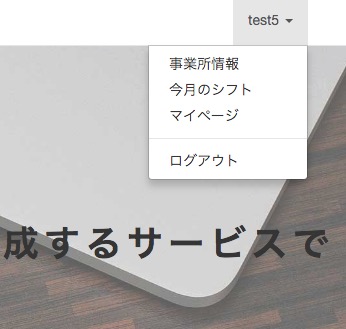 test5
事業所情報
今月のシフト
マイページ
ログアウト
成するサービスで